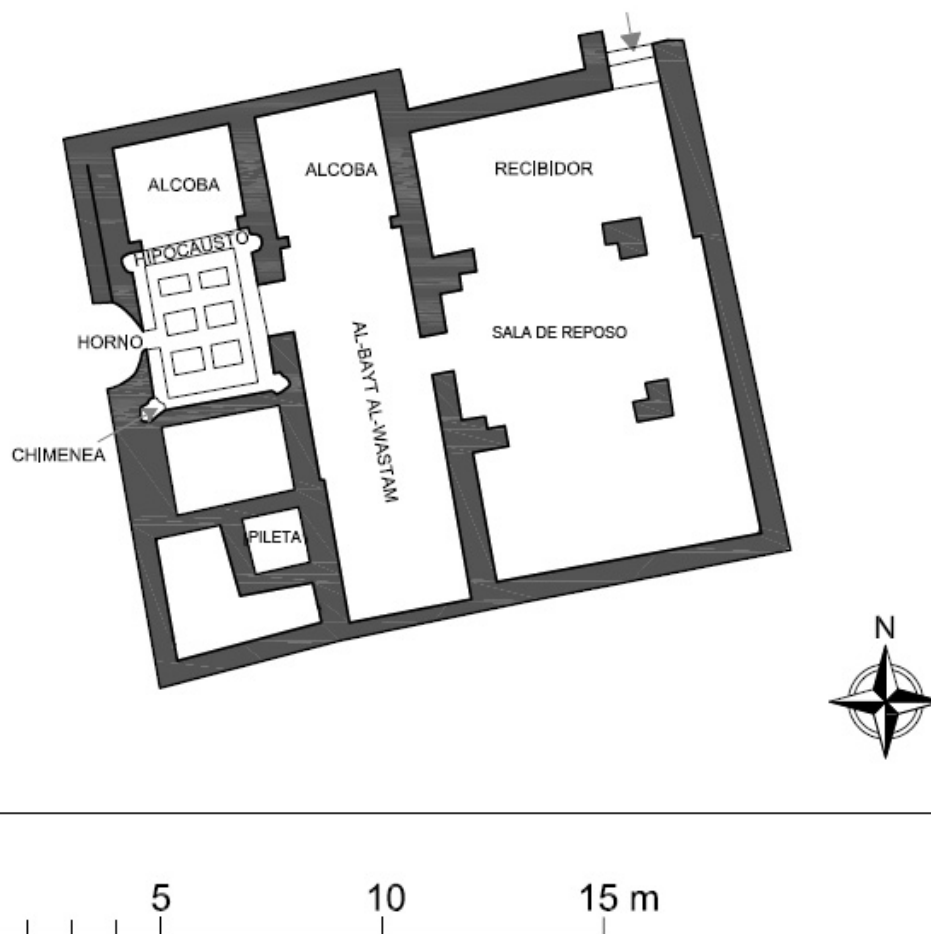 ALCOBA
ALCOBA
RECIBIDOR
HIPOCAUSTO
HORNO
SALA DE REPOSO
AL-BAYT AL-WASTAM
CHIMENEA
PILETA
N
5 10 15 m